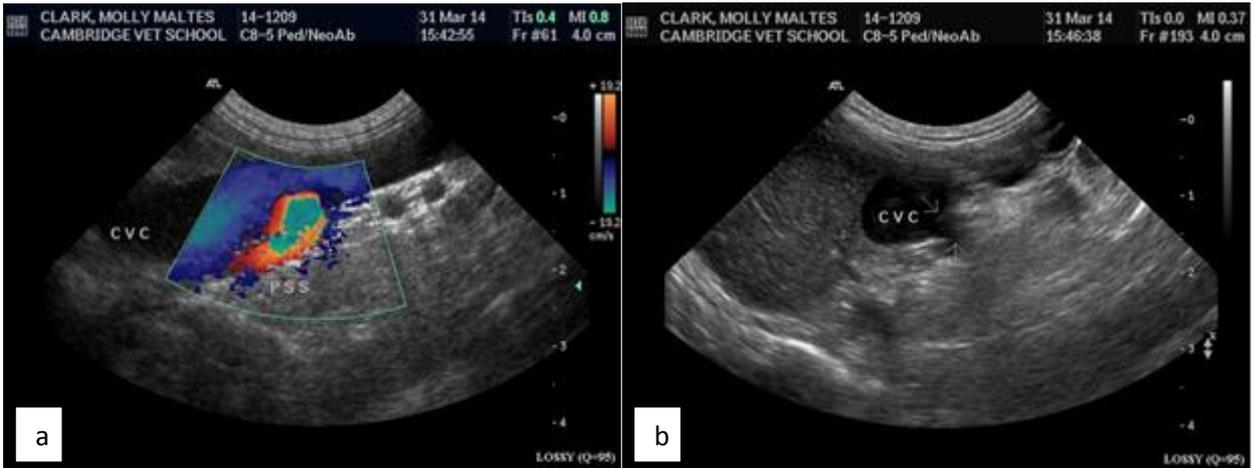 CLARK, MOLLY MALTES 14-1209 31 Mar 14 TIs 0.4 MI 0.8
CAMBRIDGE VET SCHOOL C8-5 Ped/NeoAb 15:42:55 Fr #61 4.0 cm
ATL
+ 19.2
- 19.2
cm/s
0
1
2
3
4
CVC
PSS
LOSSY (Q=95)
a
CLARK, MOLLY MALTES 14-1209 31 Mar 14 TIs 0.0 MI 0.37
CAMBRIDGE VET SCHOOL C8-5 Ped/NeoAb 15:46:38 Fr #193 4.0 cm
ATL
0
1
2
3
4
CVC
LOSSY (Q=95)
b